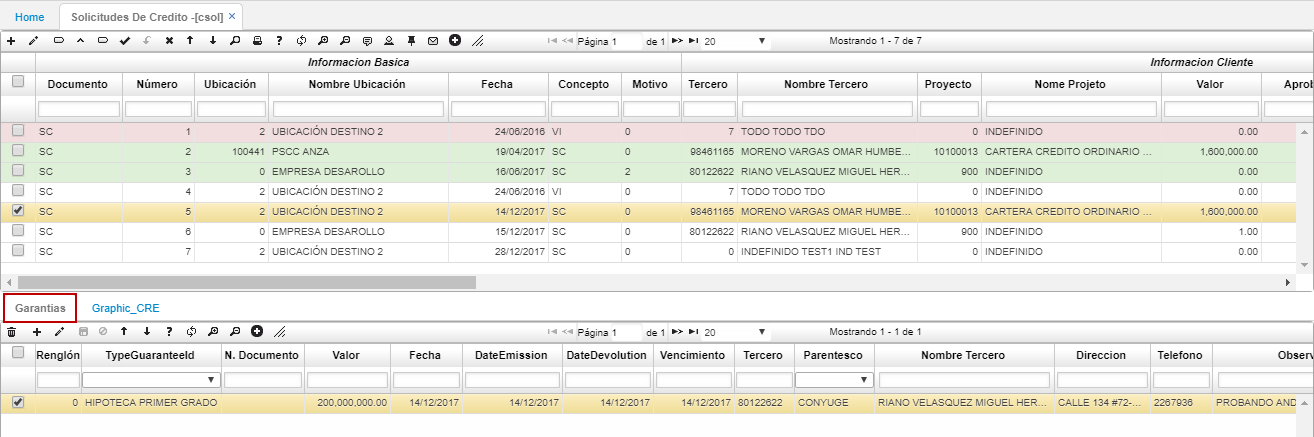 Home Solicitudes De Credito -[csol] ×
Página 1 de 1 20 Mostrando 1 - 7 de 7
Informacion Basica Informacion Cliente
Documento Número Ubicación Nombre Ubicación Fecha Concepto Motivo Tercero Nombre Tercero Proyecto Nome Projeto Valor Aprob
SC 1 2 UBICACIÓN DESTINO 2 24/06/2016 VI 0 7 TODO TODO TDO 0 INDEFINIDO 0.00
SC 2 100441 PSCC ANZA 19/04/2017 SC 0 98461165 MORENO VARGAS OMAR HUMBE... 10100013 CARTERA CREDITO ORDINARIO ... 1,600,000.00
SC 3 0 EMPRESA DESAROLLO 16/06/2017 SC 2 80122622 RIANO VELASQUEZ MIGUEL HER... 900 INDEFINIDO 0.00
SC 4 2 UBICACIÓN DESTINO 2 24/06/2016 VI 0 7 TODO TODO TDO 0 INDEFINIDO 0.00
SC 5 2 UBICACIÓN DESTINO 2 14/12/2017 SC 0 98461165 MORENO VARGAS OMAR HUMBE... 10100013 CARTERA CREDITO ORDINARIO ... 1,600,000.00
SC 6 0 EMPRESA DESAROLLO 15/12/2017 SC 0 80122622 RIANO VELASQUEZ MIGUEL HER... 900 INDEFINIDO 1.00
SC 7 2 UBICACIÓN DESTINO 2 28/12/2017 SC 0 0 INDEFINIDO TEST1 IND TEST 0 INDEFINIDO 0.00
Garantias Graphic_CRE
Página 1 de 1 20 Mostrando 1 - 1 de 1
Renglón TypeGuaranteeId N. Documento Valor Fecha DateEmission DateDevolution Vencimiento Tercero Parentesco Nombre Tercero Direccion Telefono Observ
0 HIPOTECA PRIMER GRADO 200,000,000.00 14/12/2017 14/12/2017 14/12/2017 14/12/2017 80122622 CONYUGE RIANO VELASQUEZ MIGUEL HER... CALLE 134 #72-... 2267936 PROBANDO AND